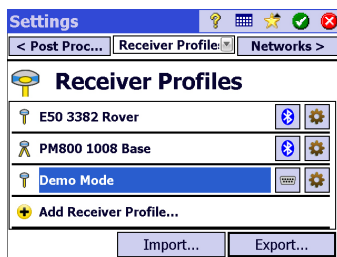 Settings
< Post Proc... Receiver Profile: Networks >
Receiver Profiles
E50 3382 Rover
PM800 1008 Base
Demo Mode
Add Receiver Profile...
Import... Export...